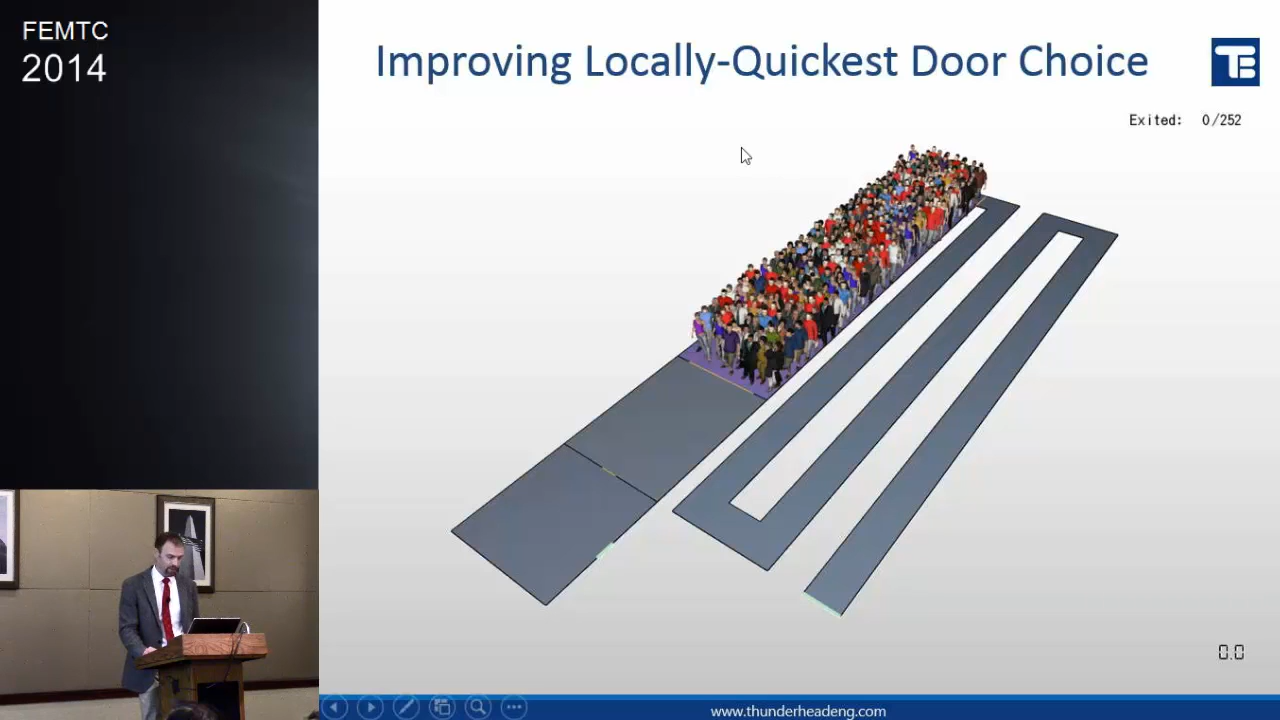 FEMTC
2014
Improving Locally-Quickest Door Choice
Exited: 0/252
0.0
www.thunderheadeng.com